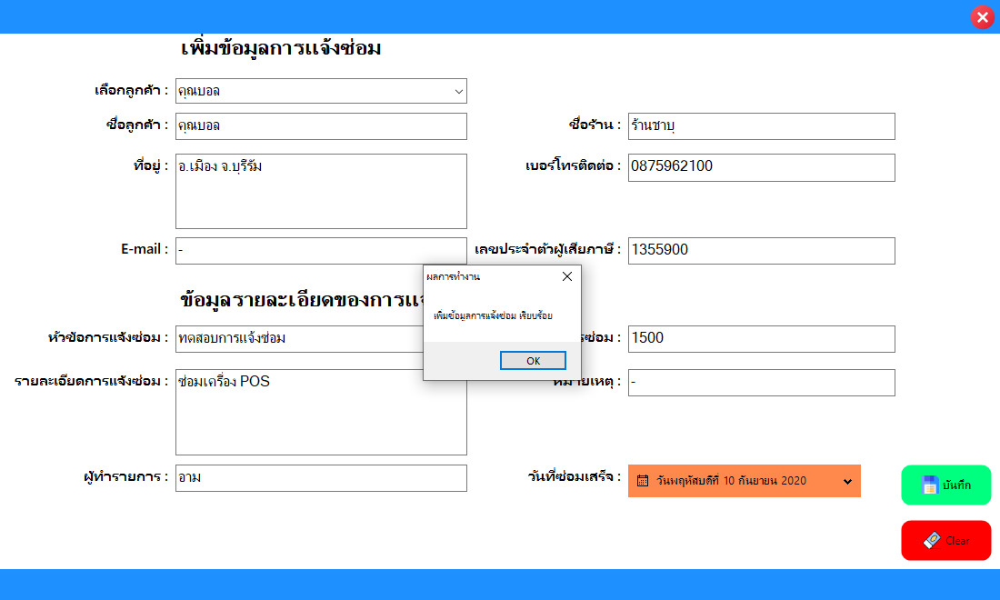 เพิ่มข้อมูลการแจ้งซ่อม
เลือกลูกค้า : คุณบอล
ชื่อลูกค้า : คุณบอล ชื่อร้าน : ร้านชาบุ
ที่อยู่ : อ.เมือง จ.บุรีรัม เบอร์โทรติดต่อ : 0875962100
E-mail : - เลขประจำตัวผู้เสียภาษี : 1355900
ผลการทำงาน
ข้อมูลรายละเอียดของการแจ
เพิ่มข้อมูลการแจ้งซ่อม เรียบร้อย
หัวข้อการแจ้งซ่อม : ทดสอบการแจ้งซ่อม รซ่อม : 1500
OK
รายละเอียดการแจ้งซ่อม : ซ่อมเครื่อง POS หมายเหตุ : -
ผู้ทำรายการ : อาม วันที่ซ่อมเสร็จ : วันพฤหัสบดีที่ 10 กันยายน 2020
บันทึก
Clear